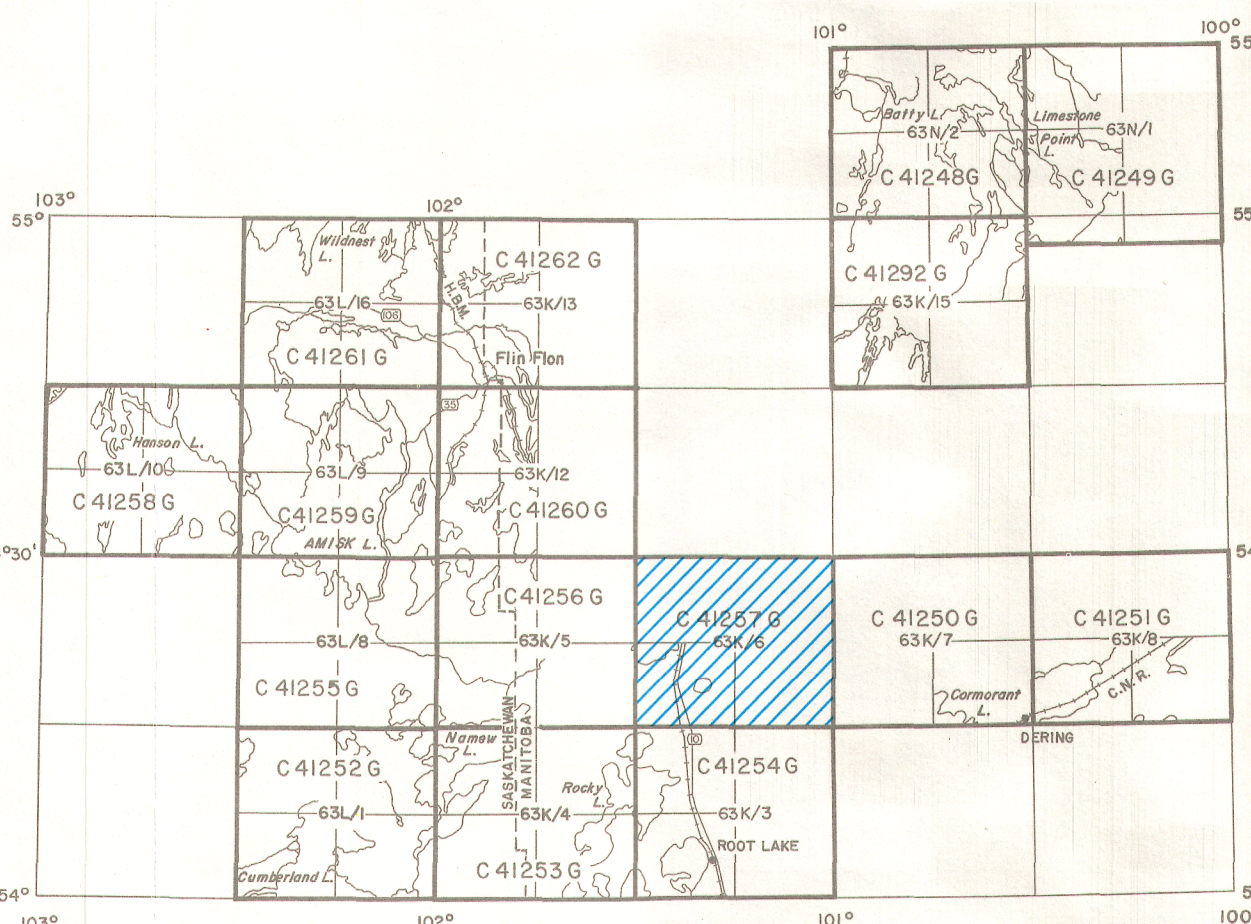 101°
100°
55
Batty L.
Limestone
Point
L.
63N/2
63N/1
C 41248 G
C 41249 G
103°
102°
55°
55
Wildnest
L.
C 41262 G
C 41292 G
H.B.M.
63L/16
63K/13
63K/15
106
C 41261 G
Flin Flon
35
Hanson L.
63L/10
63L/9
63K/12
C 41258 G
C 41259 G
C 41260 G
AMISK L.
°30'
54
C 41256 G
C 41257 G
C 41250 G
C 41251 G
63L/8
63K/5
63K/6
63K/7
63K/8
C 41255 G
Cormorant
L.
C.N.R.
DERING
Namew
L.
SASKATCHEWAN
MANITOBA
10
C 41252 G
C 41254 G
Rocky
L.
63L/1
63K/4
63K/3
ROOT LAKE
C 41253 G
Cumberland L.
54°
5
103°
102°
101°
100